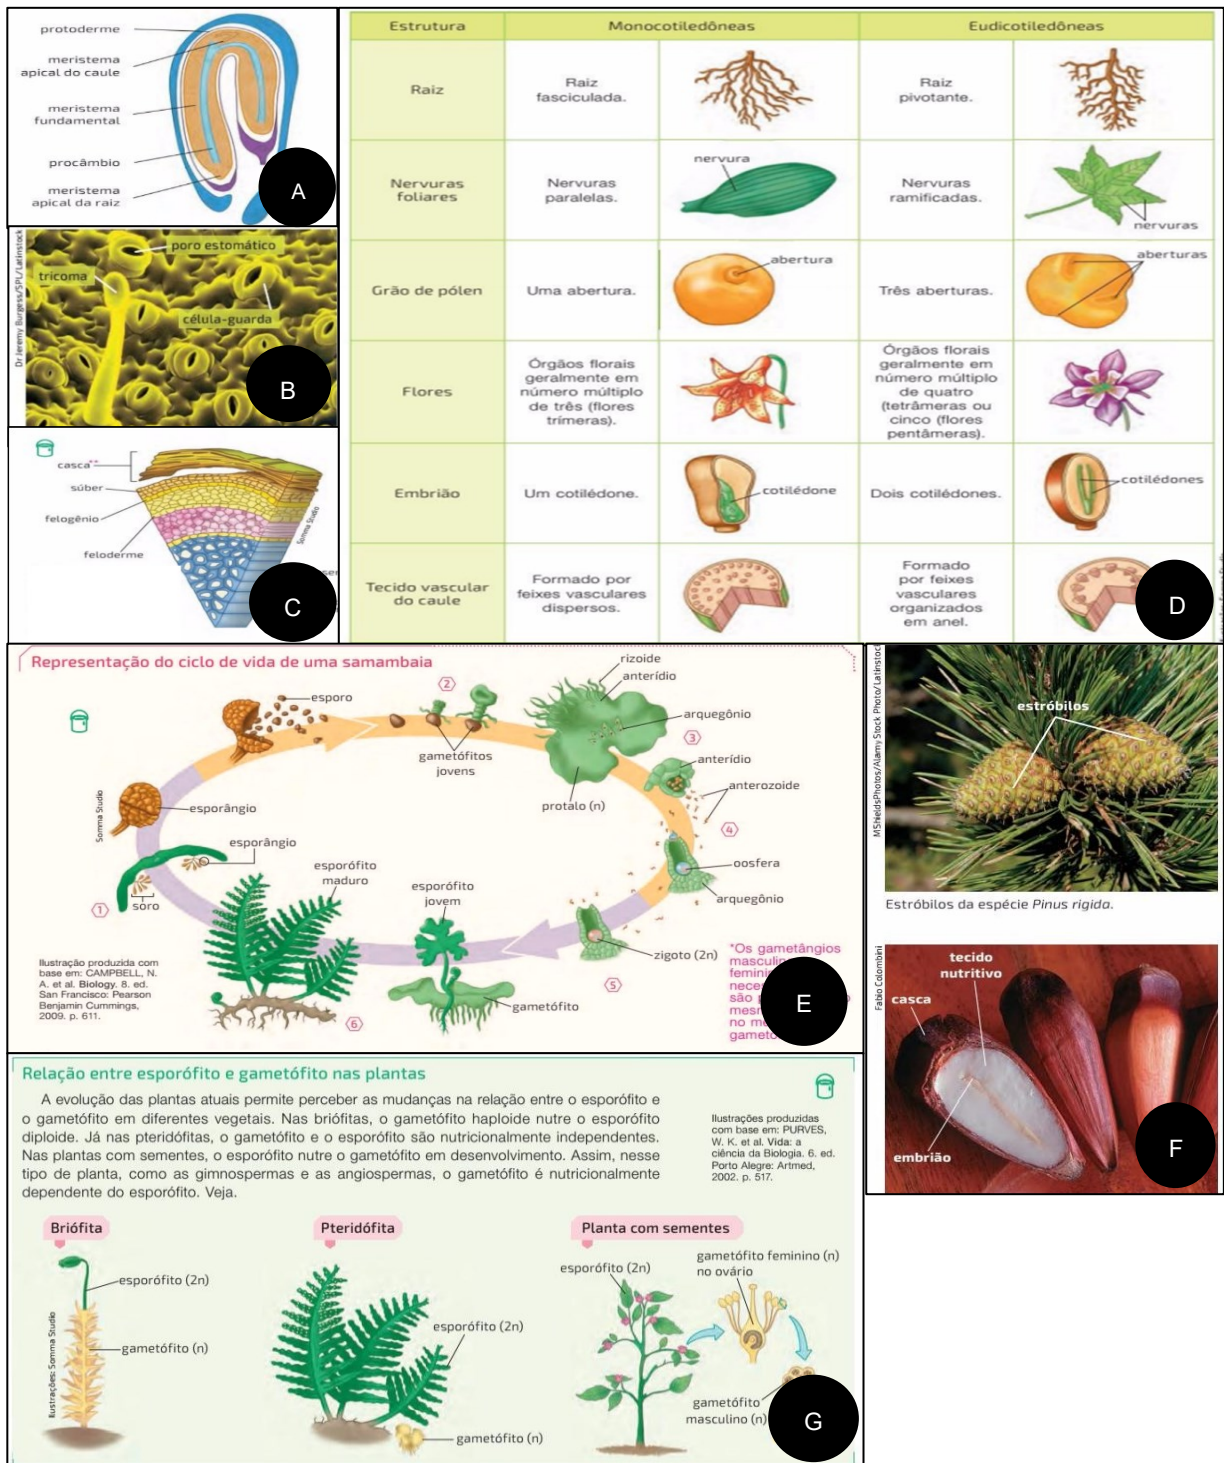 protoderme
meristema
apical do caule
meristema
fundamental
procâmbio
meristema
apical da raiz
A
Dr Jeremy Burgess/SPL/Latinstock
poro estomático
tricoma
célula-guarda
B
casca**
súber
felogênio
feloderme
Somma Studio
C
Estrutura
Monocotiledôneas
Eudicotiledôneas
Raiz
Raiz
fasciculada.
Raiz
pivotante.
Nervuras
foliares
Nervuras
paralelas.
nervura
Nervuras
ramificadas.
nervuras
Grão de pólen
Uma abertura.
abertura
Três aberturas.
aberturas
Flores
Órgãos florais
geralmente em
número múltiplo
de três (flores
trímeras).
Órgãos florais
geralmente em
número múltiplo
de quatro
(tetrâmeras ou
cinco (flores
pentâmeras).
Embrião
Um cotilédone.
cotilédone
Dois cotilédones.
cotilédones
Tecido vascular
do caule
Formado por
feixes vasculares
dispersos.
Formado
por feixes
vasculares
organizados
em anel.
D
Representação do ciclo de vida de uma samambaia
esporo
2
gametófitos
jovens
rizoide
anterídio
arquegônio
3
protalo (n)
anterídio
anterozoide
4
oosfera
arquegônio
zigoto (2n)
5
gametófito
esporófito
jovem
esporófito
maduro
6
esporângio
Somma Studio
esporângio
soro
1
Ilustração produzida com
base em: CAMPBELL, N.
A. et al. Biology. 8. ed.
San Francisco: Pearson
Benjamin Cummings,
2009. p. 611.
*Os gametângios
E
MShieldsPhotos/Alamy Stock Photo/Latinstock
estróbilos
Estróbilos da espécie Pinus rigida.
Fabio Colombini
tecido
nutritivo
casca
embrião
F
Relação entre esporófito e gametófito nas plantas
A evolução das plantas atuais permite perceber as mudanças na relação entre o esporófito e
o gametófito em diferentes vegetais. Nas briófitas, o gametófito haploide nutre o esporófito
diploide. Já nas pteridófitas, o gametófito e o esporófito são nutricionalmente independentes.
Nas plantas com sementes, o esporófito nutre o gametófito em desenvolvimento. Assim, nesse
tipo de planta, como as gimnospermas e as angiospermas, o gametófito é nutricionalmente
dependente do esporófito. Veja.
Ilustrações produzidas
com base em: PURVES,
W. K. et al. Vida: a
ciência da Biologia. 6. ed.
Porto Alegre: Artmed,
2002. p. 517.
Briófita
esporófito (2n)
gametófito (n)
Ilustrações: Somma Studio
Pteridófita
esporófito (2n)
gametófito (n)
Planta com sementes
esporófito (2n)
gametófito feminino (n)
no ovário
gametófito
masculino (n)
G